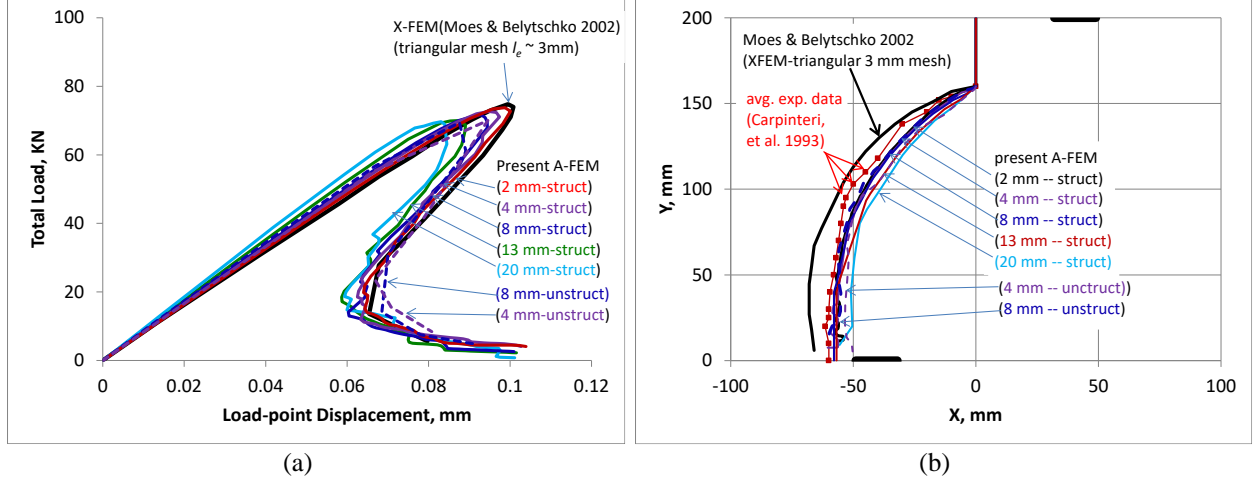 100
80
60
40
20
0
Total Load, KN
0
0.02
0.04
0.06
0.08
0.1
0.12
Load-point Displacement, mm
X-FEM(Moes & Belytschko 2002)
(triangular mesh le ~ 3mm)
Present A-FEM
(2 mm-struct)
(4 mm-struct)
(8 mm-struct)
(13 mm-struct)
(20 mm-struct)
(8 mm-unstruct)
(4 mm-unstruct)
(a)
200
150
100
50
0
Y, mm
-100
-50
0
50
100
X, mm
Moes & Belytschko 2002
(XFEM-triangular 3 mm mesh)
avg. exp. data
(Carpinteri,
et al. 1993)
present A-FEM
(2 mm -- struct)
(4 mm -- struct)
(8 mm -- struct)
(13 mm -- struct)
(20 mm -- struct)
(4 mm -- unctruct))
(8 mm -- unstruct)
(b)